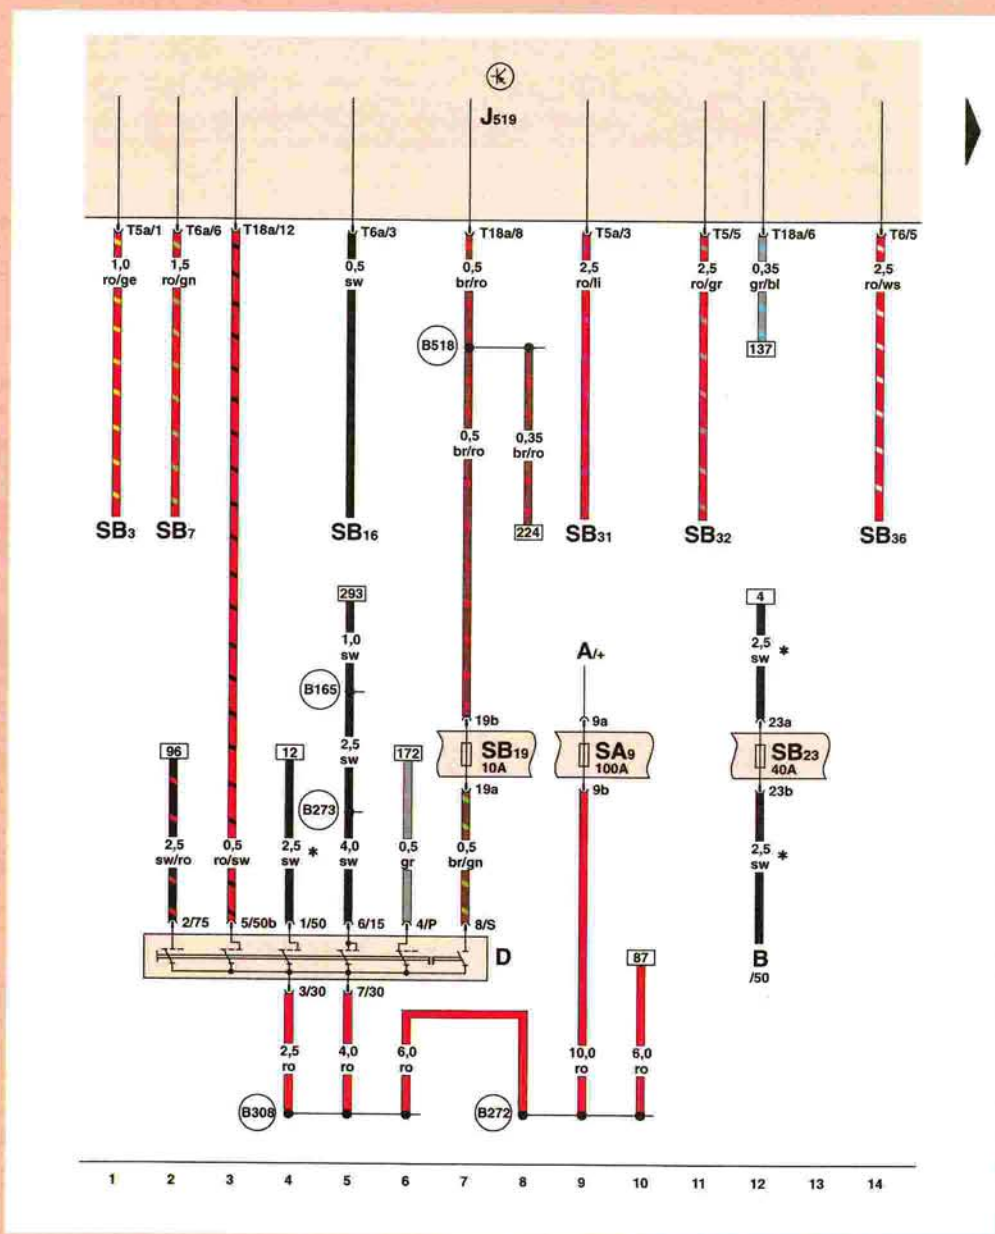 J519
T5a/1 T6a/6 T18a/12 T6a/3 T18a/8 T5a/3 T5/5 T18a/6 T6/5
1,0 1,5 0,5 0,5 2,5 2,5 0,35 2,5
ro/ge ro/gn sw br/ro ro/li ro/gr gr/bl ro/ws
B518
137
0,5 0,35
br/ro br/ro
SB3 SB7 SB16 224 SB31 SB32 SB36
293
4
1,0
sw
2,5
sw *
A/+
B165
19b 9a 23a
96 12 2,5 172 SB19 SA9 SB23
sw 10A 100A 40A
19a 9b 23b
B273
2,5 0,5 2,5 * 4,0 0,5 0,5 2,5 *
sw/ro ro/sw sw sw gr br/gn sw
2/75 5/50b 1/50 6/15 4/P 8/S
D
B
/50
87
3/30 7/30
2,5 4,0 6,0 10,0 6,0
ro ro ro ro ro
B308 B272
1 2 3 4 5 6 7 8 9 10 11 12 13 14